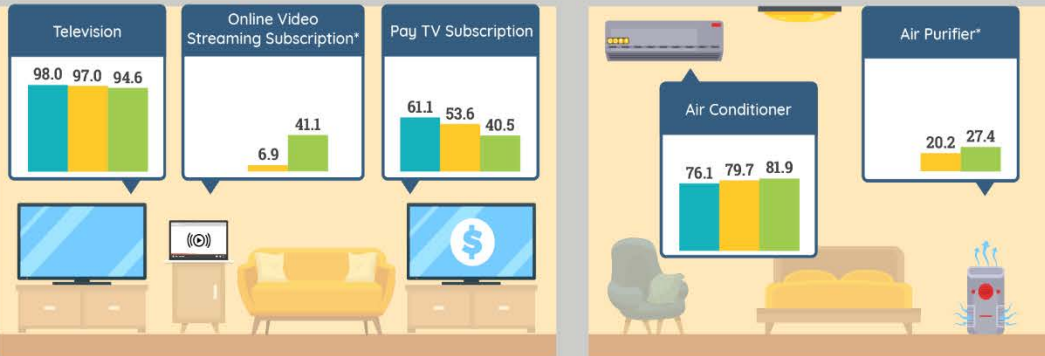 Television
98.0 97.0 94.6
Online Video
Streaming Subscription*
6.9
41.1
Pay TV Subscription
61.1
53.6
40.5
Air Conditioner
76.1 79.7 81.9
Air Purifier*
20.2 27.4
$